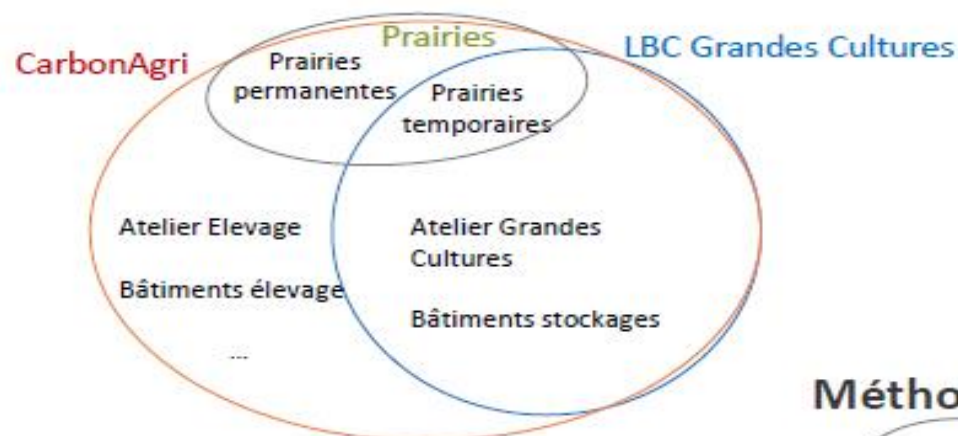 Prairies
CarbonAgri
LBC Grandes Cultures
Prairies
permanentes
Prairies
temporaires
Atelier Elevage
Bâtiments élevage
...
Atelier Grandes
Cultures
Bâtiments stockages
Métho